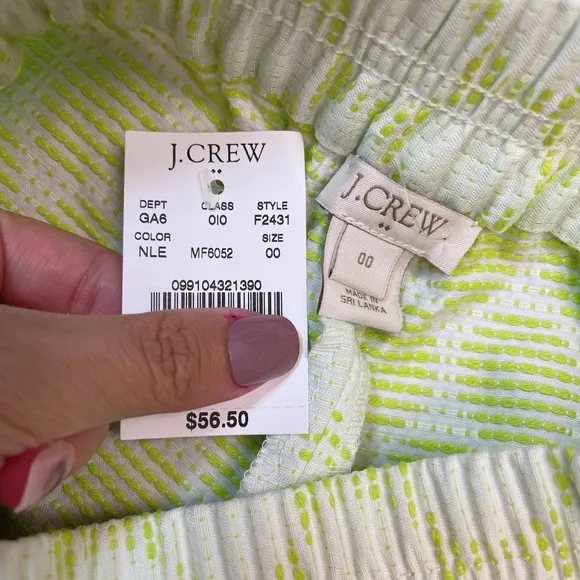 J.CREW
DEPT CLASS STYLE
GA6 010 F2431
COLOR SIZE
NLE MF6052 00
099104321390
$56.50
J.CREW
00
MADE IN
SRI LANKA